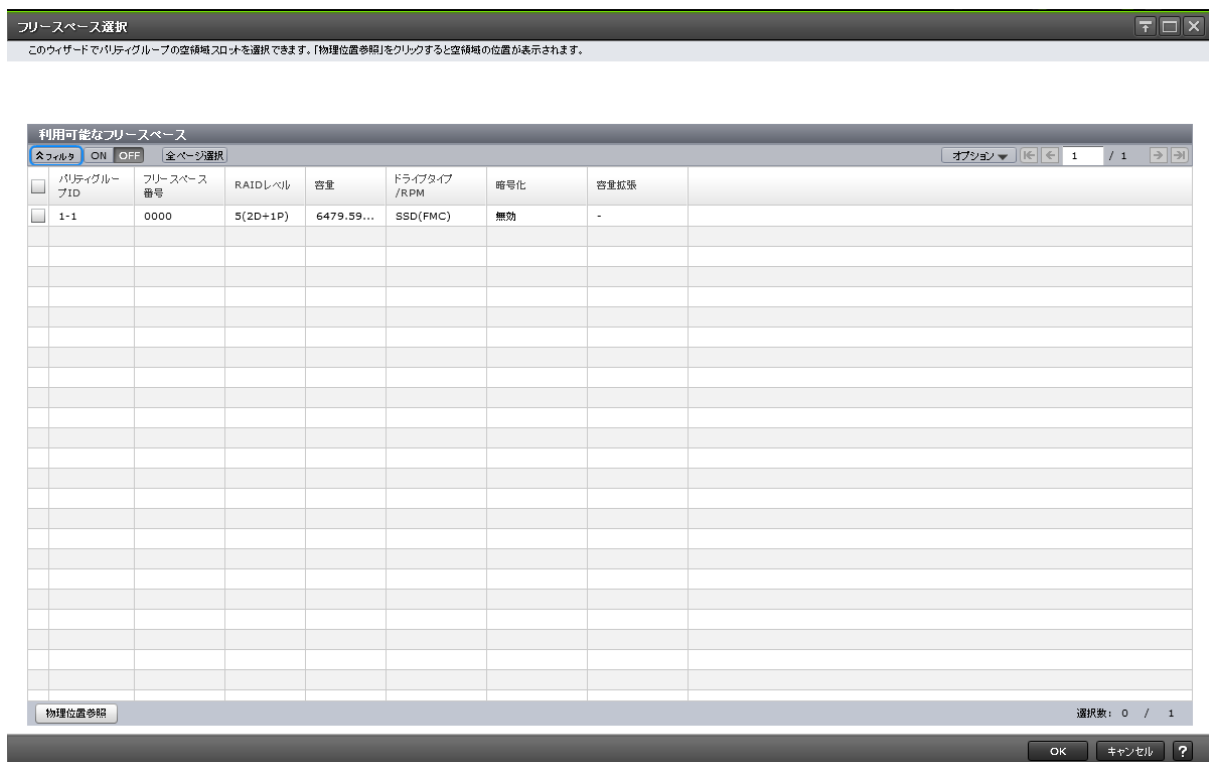 フリースペース選択
このウィザードでパリティグループの空領域スロットを選択できます。「物理位置参照」をクリックすると空領域の位置が表示されます。
利用可能なフリースペース
フィルタ ON OFF 全ページ選択 オプション 1 / 1
パリティグループID フリースペース番号 RAIDレベル 容量 ドライブタイプ/RPM 暗号化 容量拡張
1-1 0000 5(2D+1P) 6479.59... SSD(FMC) 無効 -
物理位置参照 選択数: 0 / 1
OK キャンセル ?